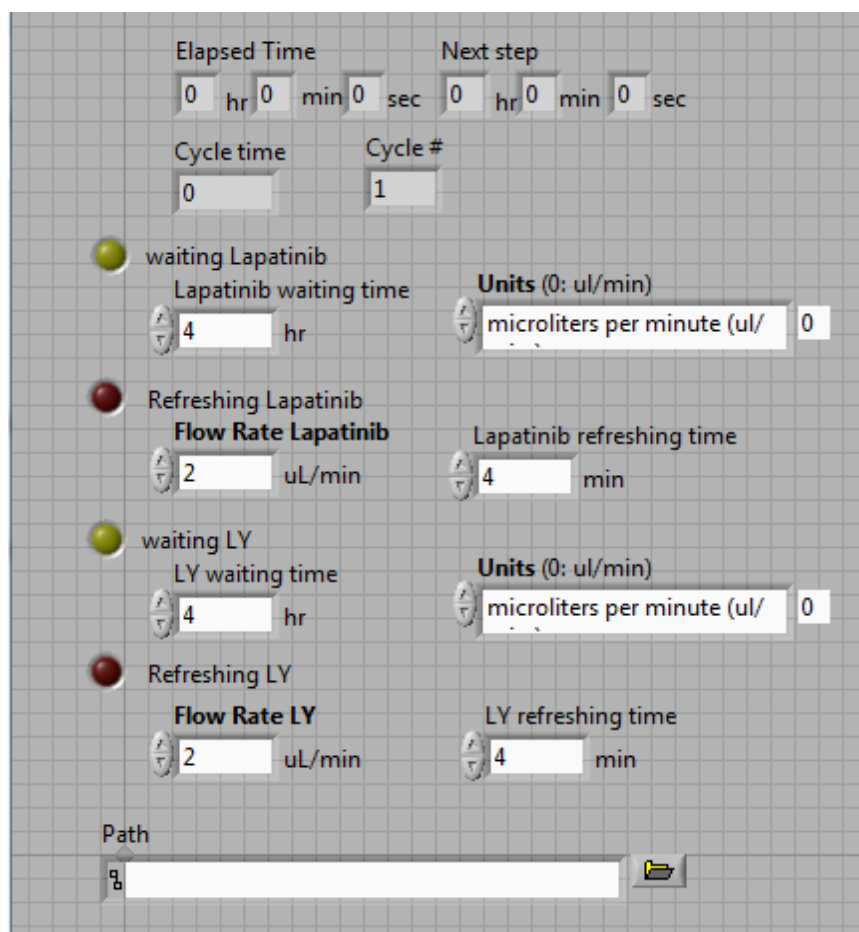 Elapsed Time Next step
0 hr 0 min 0 sec 0 hr 0 min 0 sec
Cycle time Cycle #
0 1
waiting Lapatinib
Lapatinib waiting time Units (0: ul/min)
4 hr microliters per minute (ul/ 0
Refreshing Lapatinib
Flow Rate Lapatinib Lapatinib refreshing time
2 uL/min 4 min
waiting LY
LY waiting time Units (0: ul/min)
4 hr microliters per minute (ul/ 0
Refreshing LY
Flow Rate LY LY refreshing time
2 uL/min 4 min
Path